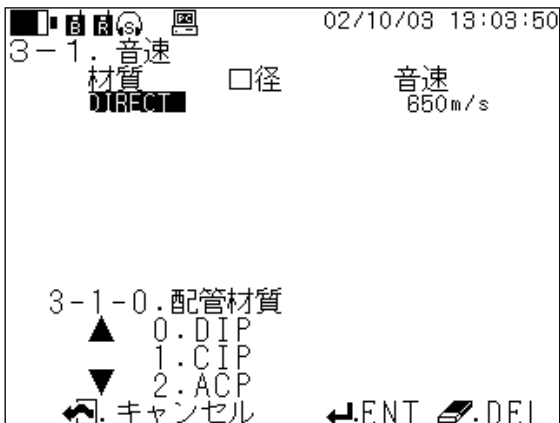 B R S 02/10/03 13:03:50
3-1.音速
材質 口径 音速
DIRECT 650m/s
3-1-0.配管材質
▲ 0.DIP
1.CIP
▼ 2.ACP
.キャンセル .ENT .DEL